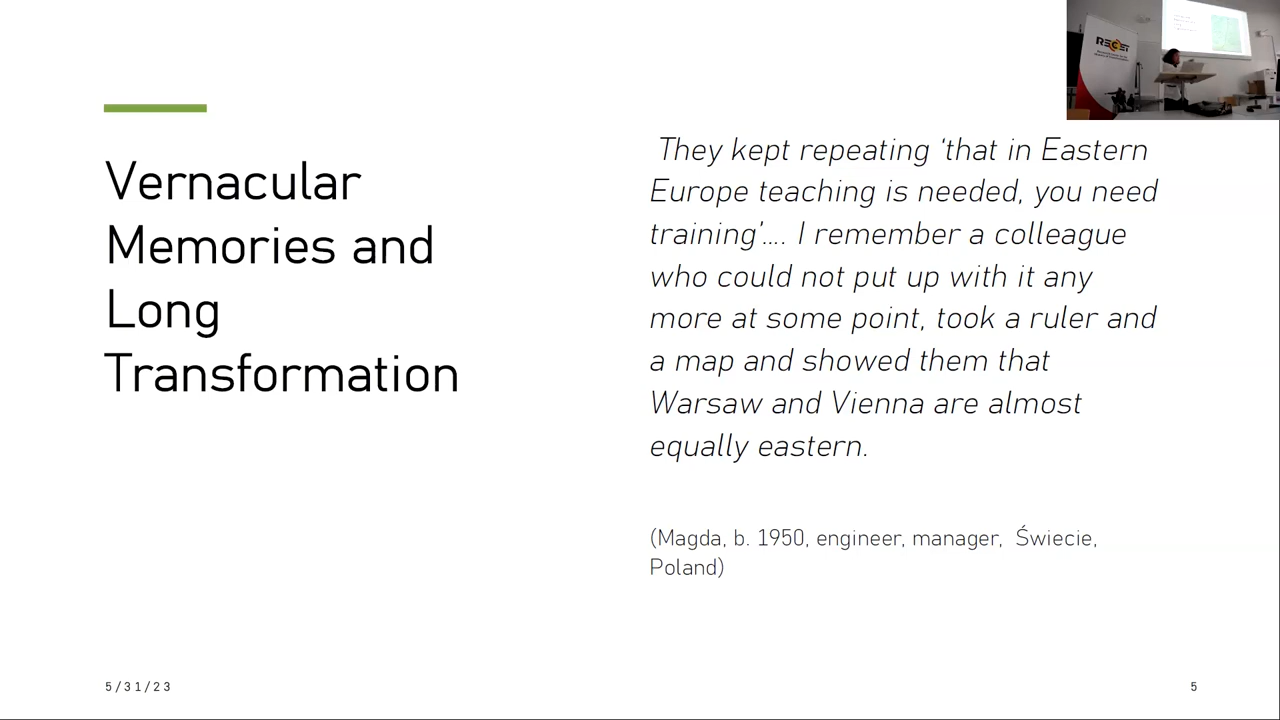 Vernacular
Memories and
Long
Transformation
They kept repeating ‘that in Eastern
Europe teaching is needed, you need
training’.... I remember a colleague
who could not put up with it any
more at some point, took a ruler and
a map and showed them that
Warsaw and Vienna are almost
equally eastern.
(Magda, b. 1950, engineer, manager,  Świecie,
Poland)
5/31/23
5
RECET